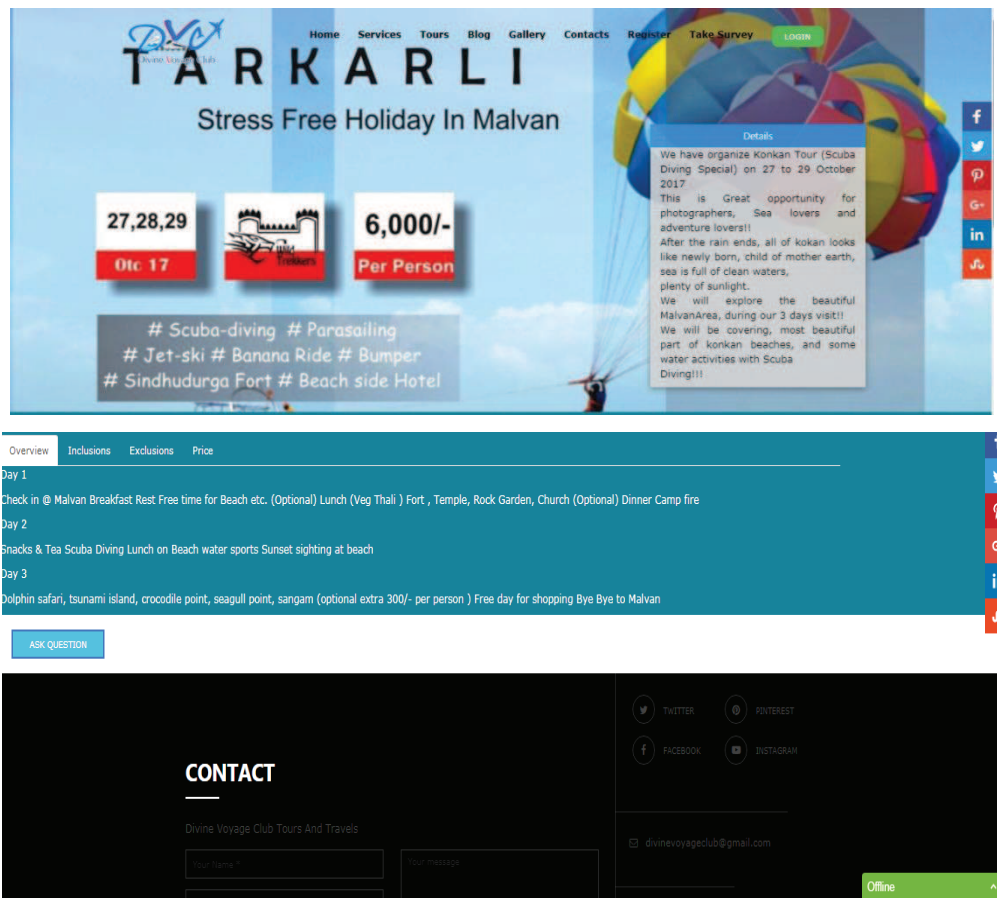 DVC
Divine Voyage Club
Home Services Tours Blog Gallery Contacts Register Take Survey LOGIN
TARKARLI
Stress Free Holiday In Malvan
27,28,29
Otc 17
Wild
Trekkers
6,000/-
Per Person
# Scuba-diving # Parasailing
# Jet-ski # Banana Ride # Bumper
# Sindhudurga Fort # Beach side Hotel
Details
We have organize Konkan Tour (Scuba
Diving Special) on 27 to 29 October
2017
This is Great opportunity for
photographers, Sea lovers and
adventure lovers!!
After the rain ends, all of kokan looks
like newly born, child of mother earth,
sea is full of clean waters,
plenty of sunlight.
We will explore the beautiful
MalvanArea, during our 3 days visit!!
We will be covering, most beautiful
part of konkan beaches, and some
water activities with Scuba
Diving!!!
f
G+
in
Overview Inclusions Exclusions Price
Day 1
Check in @ Malvan Breakfast Rest Free time for Beach etc. (Optional) Lunch (Veg Thali ) Fort , Temple, Rock Garden, Church (Optional) Dinner Camp fire
Day 2
Snacks & Tea Scuba Diving Lunch on Beach water sports Sunset sighting at beach
Day 3
Dolphin safari, tsunami island, crocodile point, seagull point, sangam (optional extra 300/- per person ) Free day for shopping Bye Bye to Malvan
ASK QUESTION
TWITTER PINTEREST
FACEBOOK INSTAGRAM
CONTACT
Divine Voyage Club Tours And Travels
Your Name *
Your message
divinevoyageclub@gmail.com
Offline